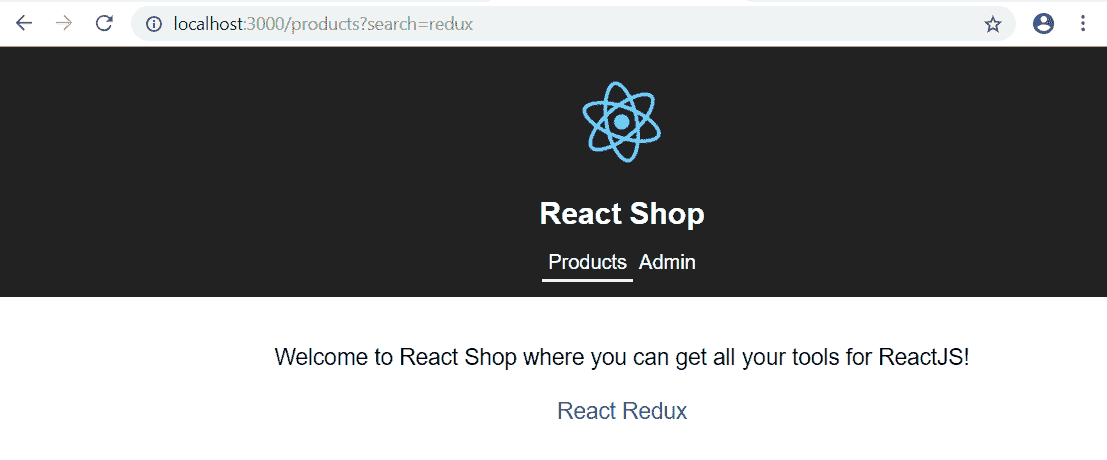 localhost:3000/products?search=redux
React Shop
Products Admin
Welcome to React Shop where you can get all your tools for ReactJS!
React Redux